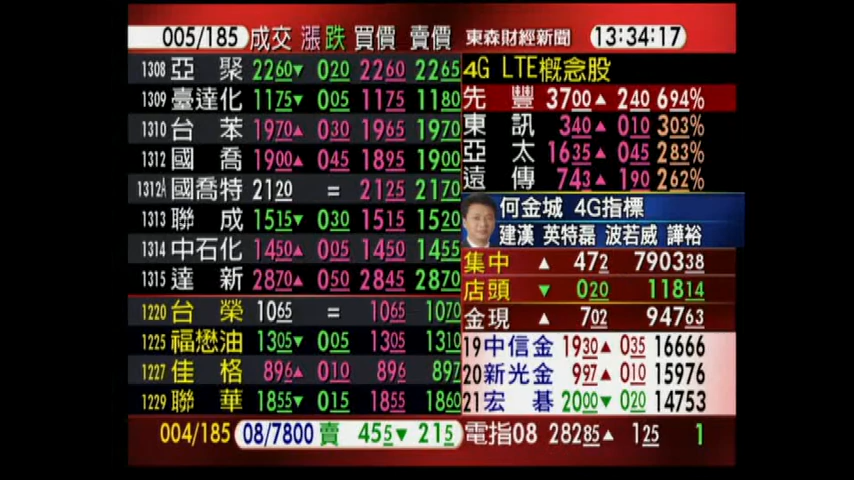 005/185 成交 漲 跌 買價 賣價
1308 亞聚 2260▼ 020 2260 2265
1309 臺達化 1175▼ 005 1175 1180
1310 台苯 1970▲ 030 1965 1970
1312 國喬 1900▲ 045 1895 1900
1312A 國喬特 2120 = 2125 2170
1313 聯成 1515▼ 030 1515 1520
1314 中石化 1450▲ 005 1450 1455
1315 達新 2870▲ 050 2845 2870
1220 台榮 1065 = 1065 1070
1225 福懋油 1305▼ 005 1305 1310
1227 佳格 896▲ 010 896 897
1229 聯華 1855▼ 015 1855 1860
東森財經新聞 13:34:17
4G LTE概念股
先豐 3700▲ 240 694%
東訊 340▲ 010 303%
亞太 1635▲ 045 283%
遠傳 743▲ 190 262%
何金城 4G指標
建漢 英特磊 波若威 譁裕
集中 ▲ 472 790338
店頭 ▼ 020 11814
金現 ▲ 702 94763
19 中信金 1930▲ 035 16666
20 新光金 997▲ 010 15976
21 宏碁 2000▼ 020 14753
004/185 08/7800 賣 455▼ 215 電指08 28285▲ 125 1